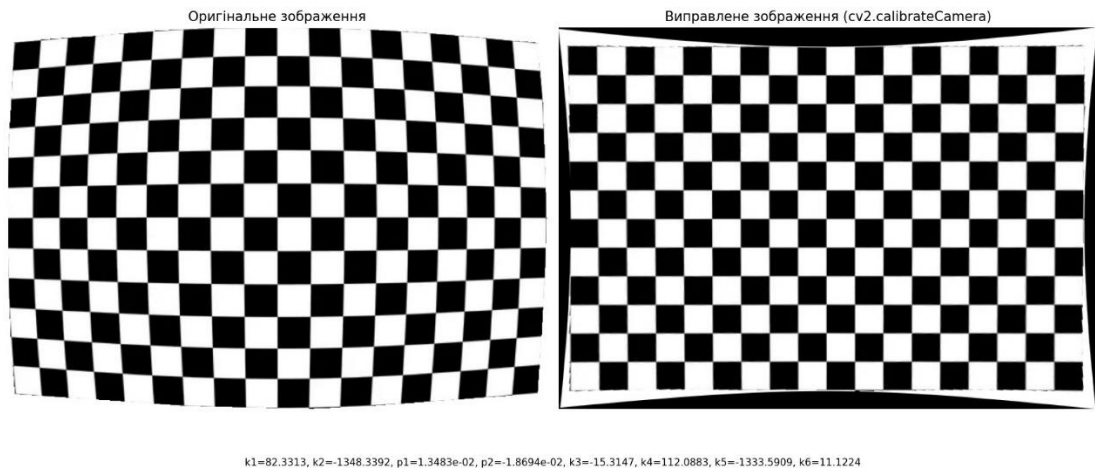 Оригінальне зображення
Виправлене зображення (cv2.calibrateCamera)
k1=82.3313, k2=-1348.3392, p1=1.3483e-02, p2=-1.8694e-02, k3=-15.3147, k4=112.0883, k5=-1333.5909, k6=11.1224